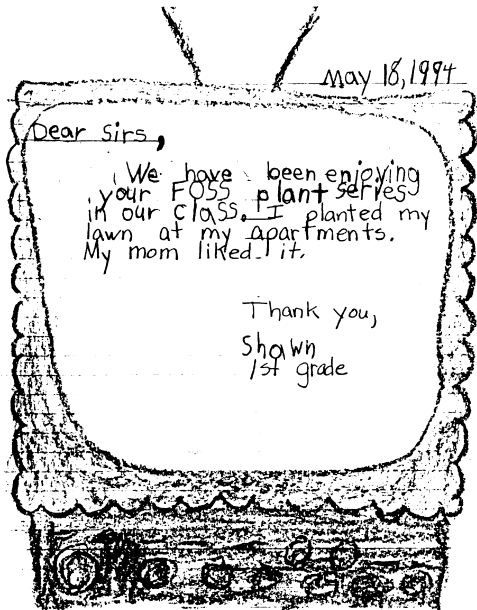 May 18, 1994
Dear Sirs,
We have been enjoying
your FOSS plant series
in our class. I planted my
lawn at my apartments.
My mom liked it.
Thank you,
Shawn
1st grade